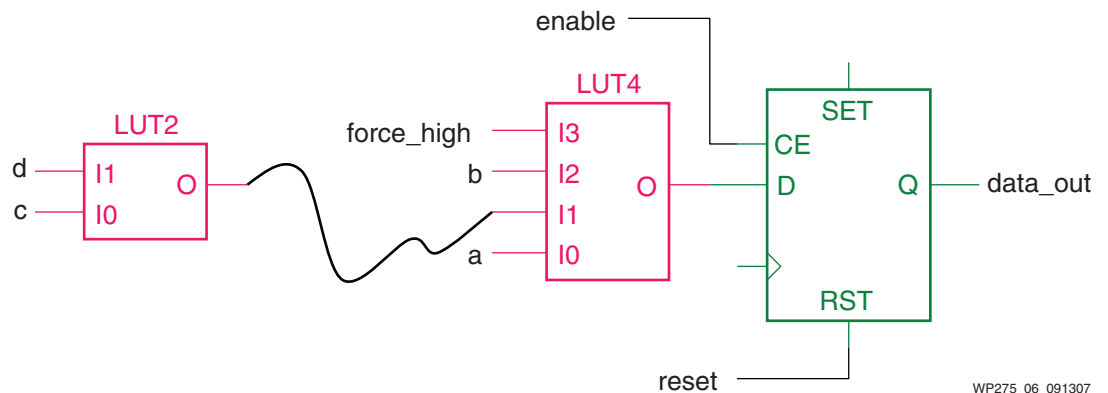 enable
LUT4
SET
LUT2
force_high
I3
CE
d
I1
b
I2
O
O
D
Q
data_out
c
I0
I1
a
I0
RST
reset
WP275_06_091307